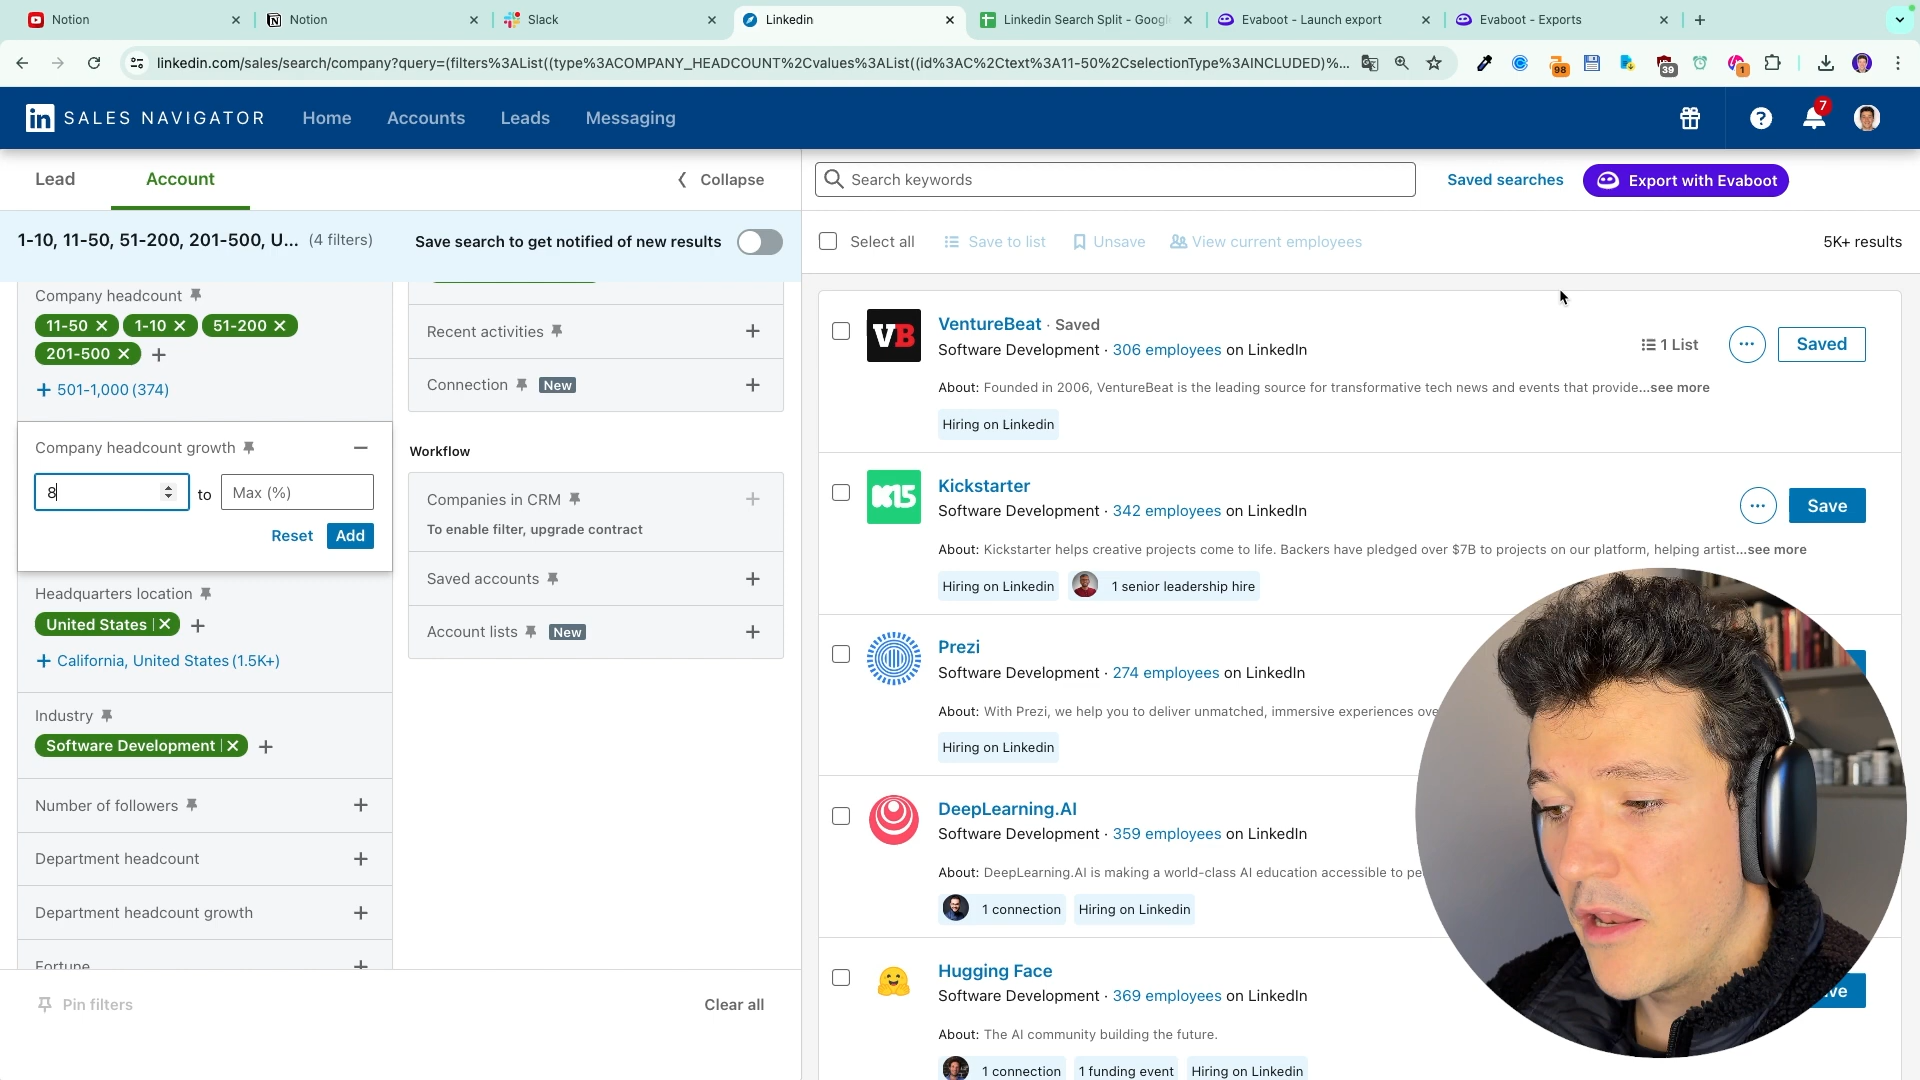 Notion
Notion
Slack
Linkedin
Linkedin Search Split - Google
Evaboot - Launch export
Evaboot - Exports
linkedin.com/sales/search/company?query=(filters%3AList((type%3ACOMPANY_HEADCOUNT%2Cvalues%3AList((id%3AC%2Ctext%3A11-50%2CselectionType%3AINCLUDED)%...
98
39
1
in SALES NAVIGATOR
Home
Accounts
Leads
Messaging
7
Lead
Account
Collapse
Search keywords
Saved searches
Export with Evaboot
1-10, 11-50, 51-200, 201-500, U... (4 filters)
Save search to get notified of new results
Select all
Save to list
Unsave
View current employees
5K+ results
Company headcount
11-50
1-10
51-200
201-500
501-1,000 (374)
Company headcount growth
8
to
Max (%)
Reset
Add
Headquarters location
United States
California, United States (1.5K+)
Industry
Software Development
Number of followers
Department headcount
Department headcount growth
Fortune
Pin filters
Clear all
Recent activities
Connection
New
Workflow
Companies in CRM
To enable filter, upgrade contract
Saved accounts
Account lists
New
VB
VentureBeat · Saved
Software Development · 306 employees on LinkedIn
1 List
Saved
About: Founded in 2006, VentureBeat is the leading source for transformative tech news and events that provide...see more
Hiring on Linkedin
K15
Kickstarter
Software Development · 342 employees on LinkedIn
Save
About: Kickstarter helps creative projects come to life. Backers have pledged over $7B to projects on our platform, helping artist...see more
Hiring on Linkedin
1 senior leadership hire
Prezi
Software Development · 274 employees on LinkedIn
About: With Prezi, we help you to deliver unmatched, immersive experiences ove
Hiring on Linkedin
DeepLearning.AI
Software Development · 359 employees on LinkedIn
About: DeepLearning.AI is making a world-class AI education accessible to pe
1 connection
Hiring on Linkedin
Hugging Face
Software Development · 369 employees on LinkedIn
ve
About: The AI community building the future.
1 connection
1 funding event
Hiring on Linkedin